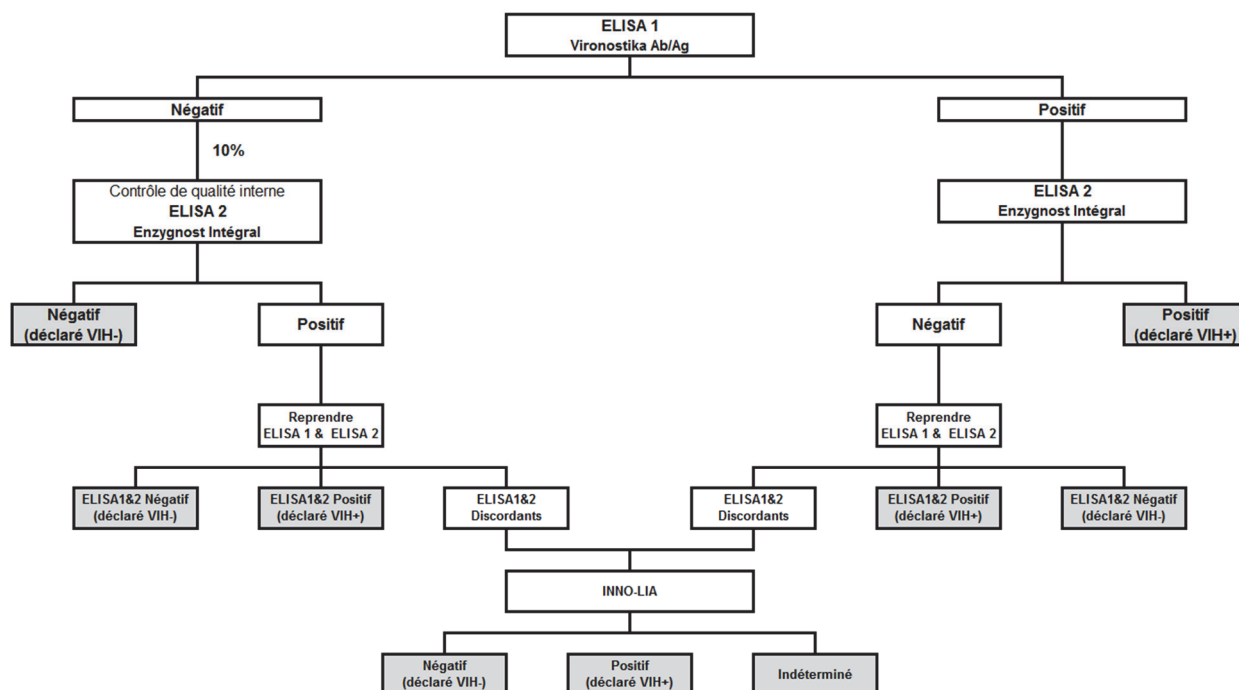 ELISA 1
Vironostika Ab/Ag
Négatif
Positif
10%
Contrôle de qualité interne
ELISA 2
Enzygnost Intégral
ELISA 2
Enzygnost Intégral
Négatif
(déclaré VIH-)
Positif
Négatif
Positif
(déclaré VIH+)
Reprendre
ELISA 1 & ELISA 2
Reprendre
ELISA 1 & ELISA 2
ELISA1&2 Négatif
(déclaré VIH-)
ELISA1&2 Positif
(déclaré VIH+)
ELISA1&2
Discordants
ELISA1&2
Discordants
ELISA1&2 Positif
(déclaré VIH+)
ELISA1&2 Négatif
(déclaré VIH-)
INNO-LIA
Négatif
(déclaré VIH-)
Positif
(déclaré VIH+)
Indéterminé